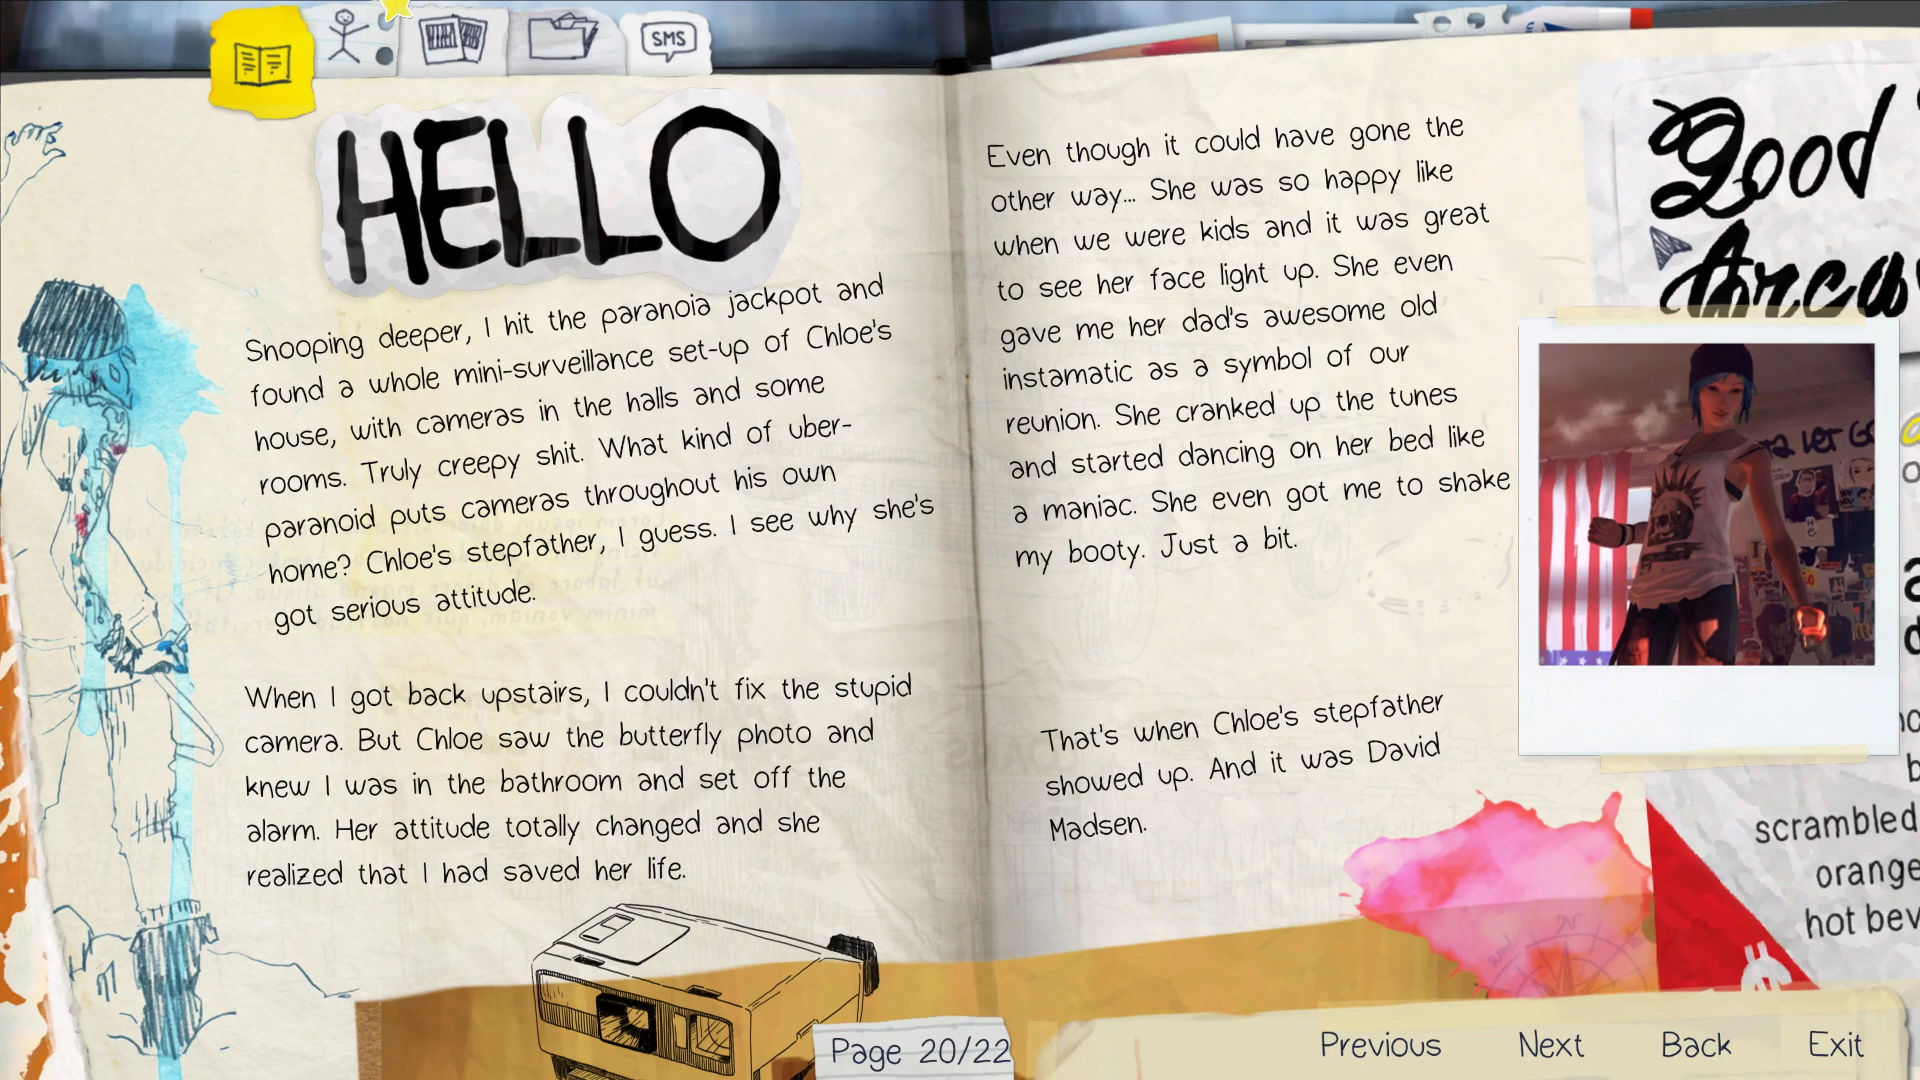 SMS
HELLO
Snooping deeper, I hit the paranoia jackpot and
found a whole mini-surveillance set-up of Chloe's
house, with cameras in the halls and some
rooms. Truly creepy shit. What kind of uber-
paranoid puts cameras throughout his own
home? Chloe's stepfather, I guess. I see why she's
got serious attitude.
When I got back upstairs, I couldn't fix the stupid
camera. But Chloe saw the butterfly photo and
knew I was in the bathroom and set off the
alarm. Her attitude totally changed and she
realized that I had saved her life.
Even though it could have gone the
other way... She was so happy like
when we were kids and it was great
to see her face light up. She even
gave me her dad's awesome old
instamatic as a symbol of our
reunion. She cranked up the tunes
and started dancing on her bed like
a maniac. She even got me to shake
my booty. Just a bit.
That's when Chloe's stepfather
showed up. And it was David
Madsen.
Good
scrambled
orange
hot bev
Page 20/22
Previous
Next
Back
Exit